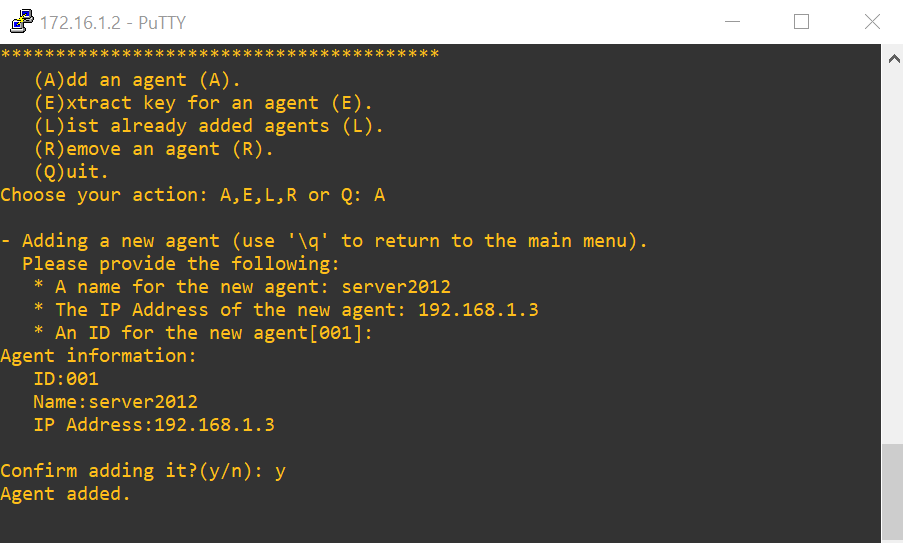 172.16.1.2 - PuTTY
****************************************
(A)dd an agent (A).
(E)xtract key for an agent (E).
(L)ist already added agents (L).
(R)emove an agent (R).
(Q)uit.
Choose your action: A,E,L,R or Q: A
- Adding a new agent (use '\q' to return to the main menu).
Please provide the following:
* A name for the new agent: server2012
* The IP Address of the new agent: 192.168.1.3
* An ID for the new agent[001]:
Agent information:
ID:001
Name:server2012
IP Address:192.168.1.3
Confirm adding it?(y/n): y
Agent added.